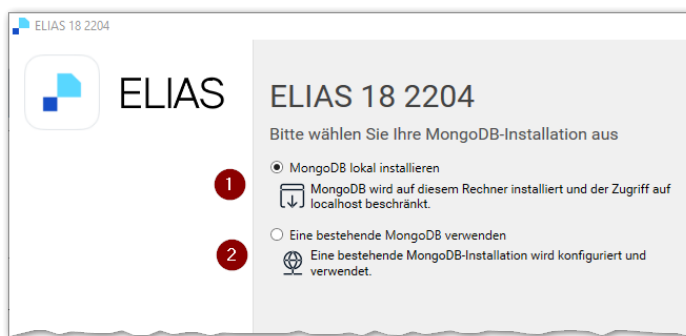 ELIAS 18 2204
ELIAS
ELIAS 18 2204
Bitte wählen Sie Ihre MongoDB-Installation aus
MongoDB lokal installieren
1
MongoDB wird auf diesem Rechner installiert und der Zugriff auf
localhost beschränkt.
Eine bestehende MongoDB verwenden
2
Eine bestehende MongoDB-Installation wird konfiguriert und
verwendet.